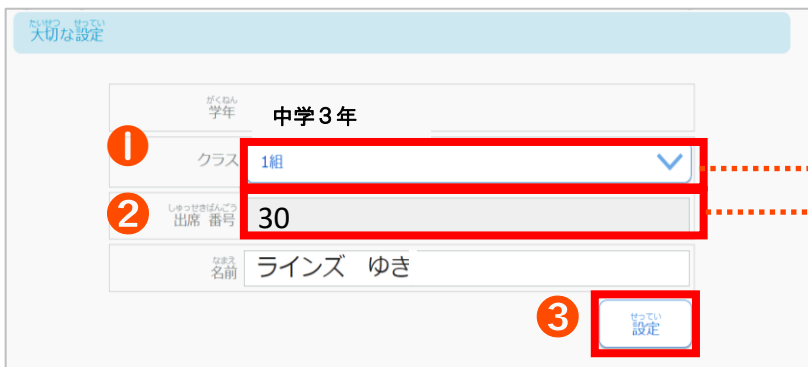 たいせつ せってい
大切な設定
がくねん
学年 中学３年
❶ クラス 1組
しゅっせきばんごう
❷ 出席 番号 30
なまえ
名前 ラインズ ゆき
せってい
❸ 設定